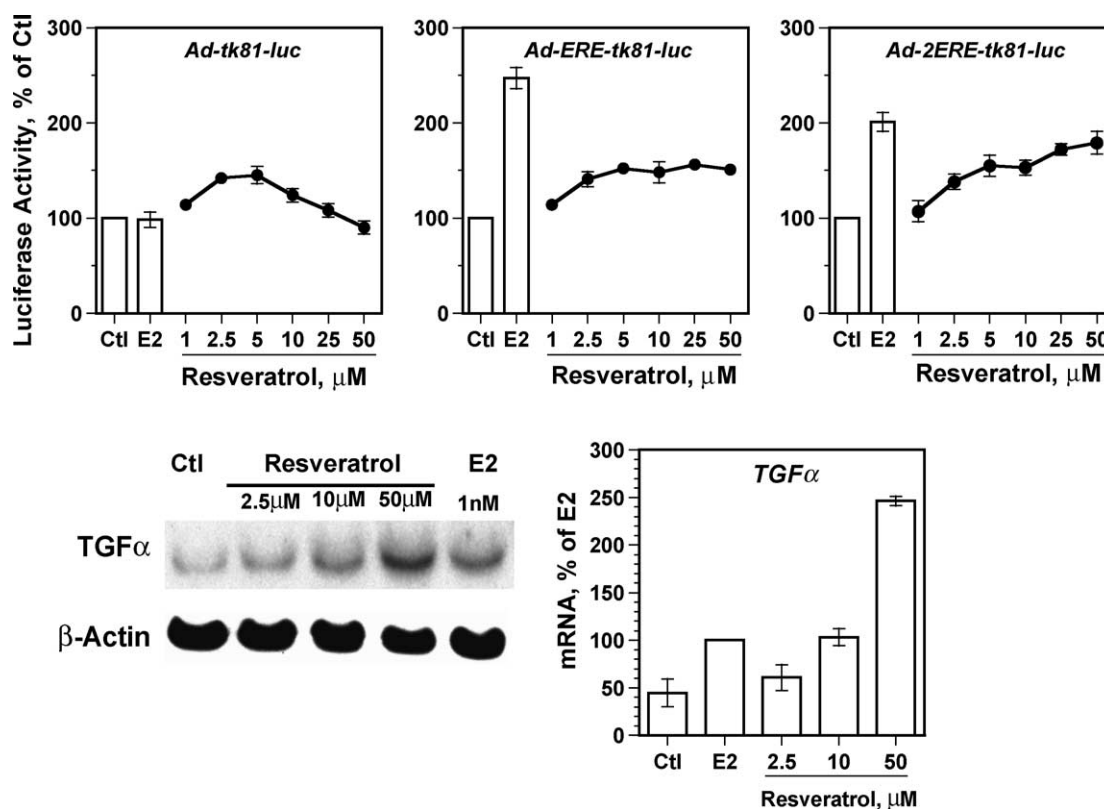 Luciferase Activity, % of Ctl
300
200
100
0
Ad-tk81-luc
Ctl E2 1 2.5 5 10 25 50
Resveratrol, μM
300
200
100
0
Ad-ERE-tk81-luc
Ctl E2 1 2.5 5 10 25 50
Resveratrol, μM
300
200
100
0
Ad-2ERE-tk81-luc
Ctl E2 1 2.5 5 10 25 50
Resveratrol, μM
Ctl Resveratrol E2
2.5μM 10μM 50μM 1nM
TGFα
β-Actin
mRNA, % of E2
300
250
200
150
100
50
0
TGFα
Ctl E2 2.5 10 50
Resveratrol, μM